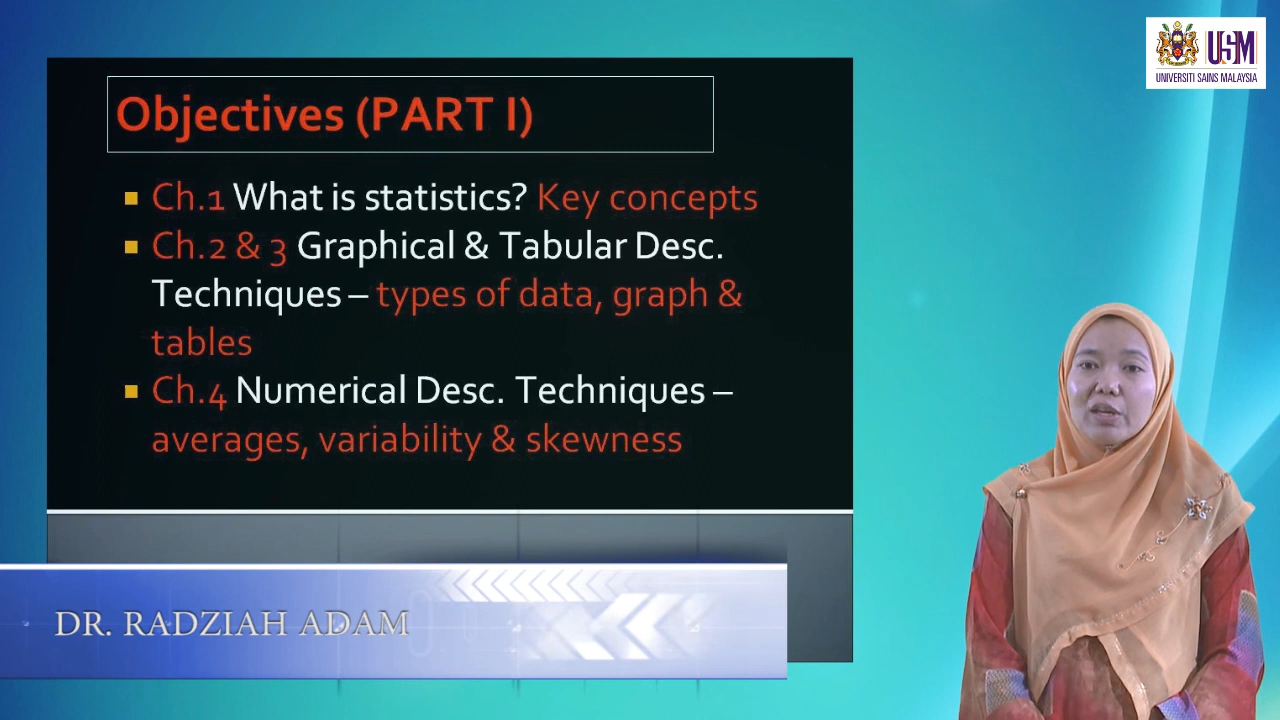 USM
UNIVERSITI SAINS MALAYSIA
Objectives (PART I)
Ch.1 What is statistics? Key concepts
Ch.2 & 3 Graphical & Tabular Desc.
Techniques – types of data, graph &
tables
Ch.4 Numerical Desc. Techniques –
averages, variability & skewness
DR. RADZIAH ADAM